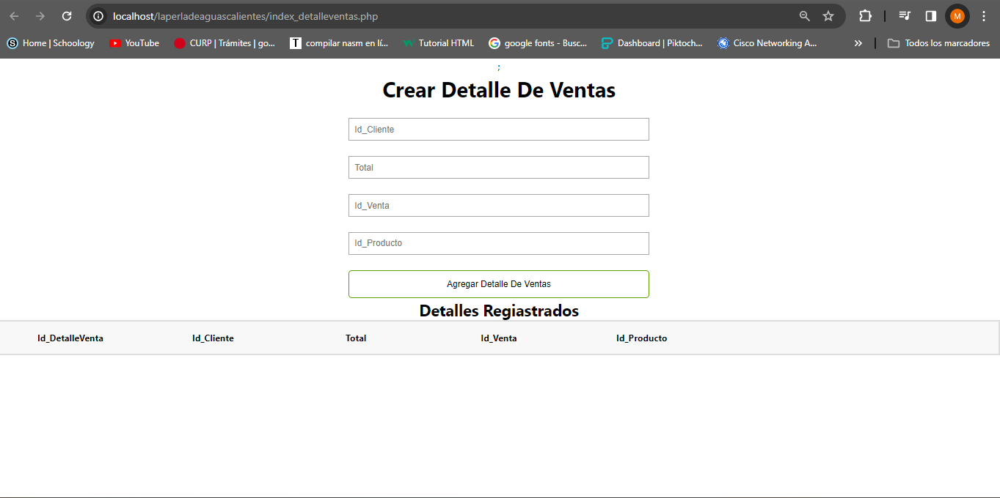 localhost/laperladeaguascalientes/index_detalleventas.php
M
S Home | Schoology YouTube CURP | Trámites | go... T compilar nasm en lí... Tutorial HTML google fonts - Busc... Dashboard | Piktoch... Cisco Networking A... » Todos los marcadores
;
Crear Detalle De Ventas
Id_Cliente
Total
Id_Venta
Id_Producto
Agregar Detalle De Ventas
Detalles Regiastrados
Id_DetalleVenta Id_Cliente Total Id_Venta Id_Producto